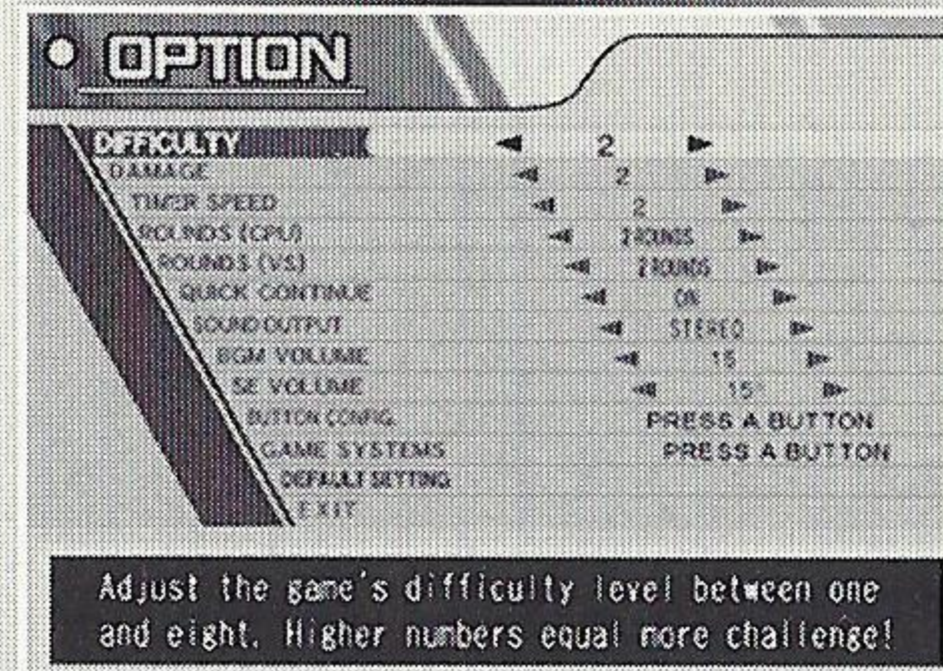 OPTION
DIFFICULTY 2
DAMAGE 2
TIMER SPEED 2
ROUNDS (CPU) 2 ROUNDS
ROUNDS (VS) 2 ROUNDS
QUICK CONTINUE ON
SOUND OUTPUT STEREO
BGM VOLUME 15
SE VOLUME 15
BUTTON CONFIG. PRESS A BUTTON
GAME SYSTEMS PRESS A BUTTON
DEFAULT SETTING
EXIT
Adjust the game's difficulty level between one
and eight. Higher numbers equal more challenge!